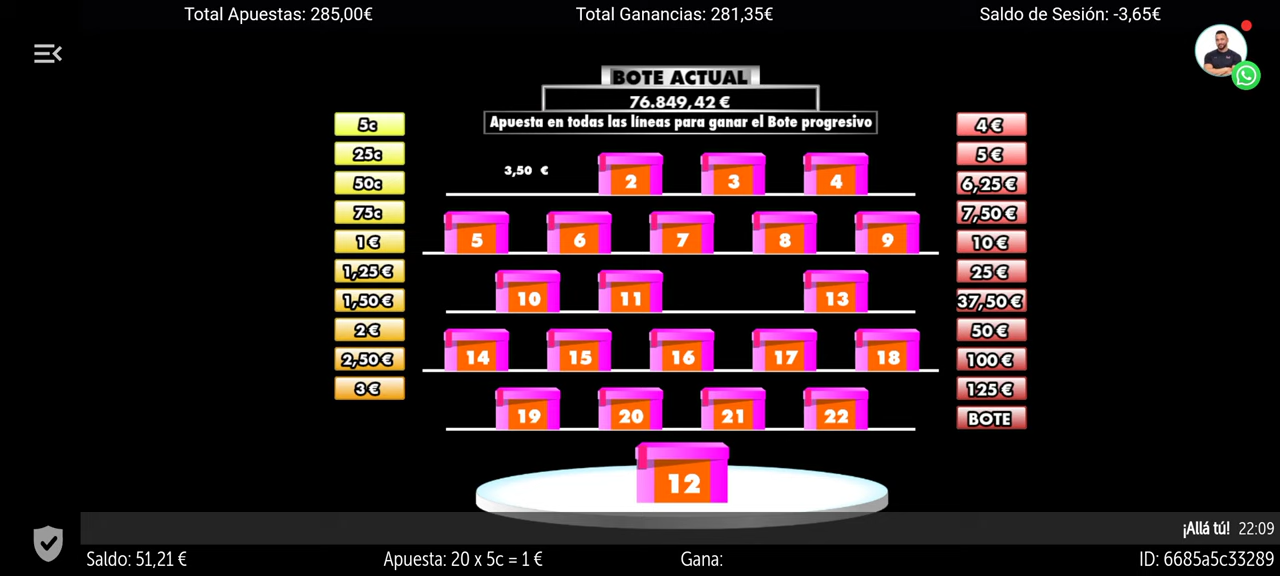 Total Apuestas: 285,00€ Total Ganancias: 281,35€ Saldo de Sesión: -3,65€
BOTE ACTUAL
76.849,42 €
Apuesta en todas las líneas para ganar el Bote progresivo
5c 4€
25c 5€
3,50 € 2 3 4
50c 6,25€
75c 7,50€
1€ 5 6 7 8 9 10€
1,25€ 25€
1,50€ 10 11 13 37,50€
2€ 50€
2,50€ 14 15 16 17 18 100€
3€ 125€
19 20 21 22 BOTE
12
¡Allá tú! 22:09
Saldo: 51,21 € Apuesta: 20 x 5c = 1 € Gana: ID: 6685a5c33289